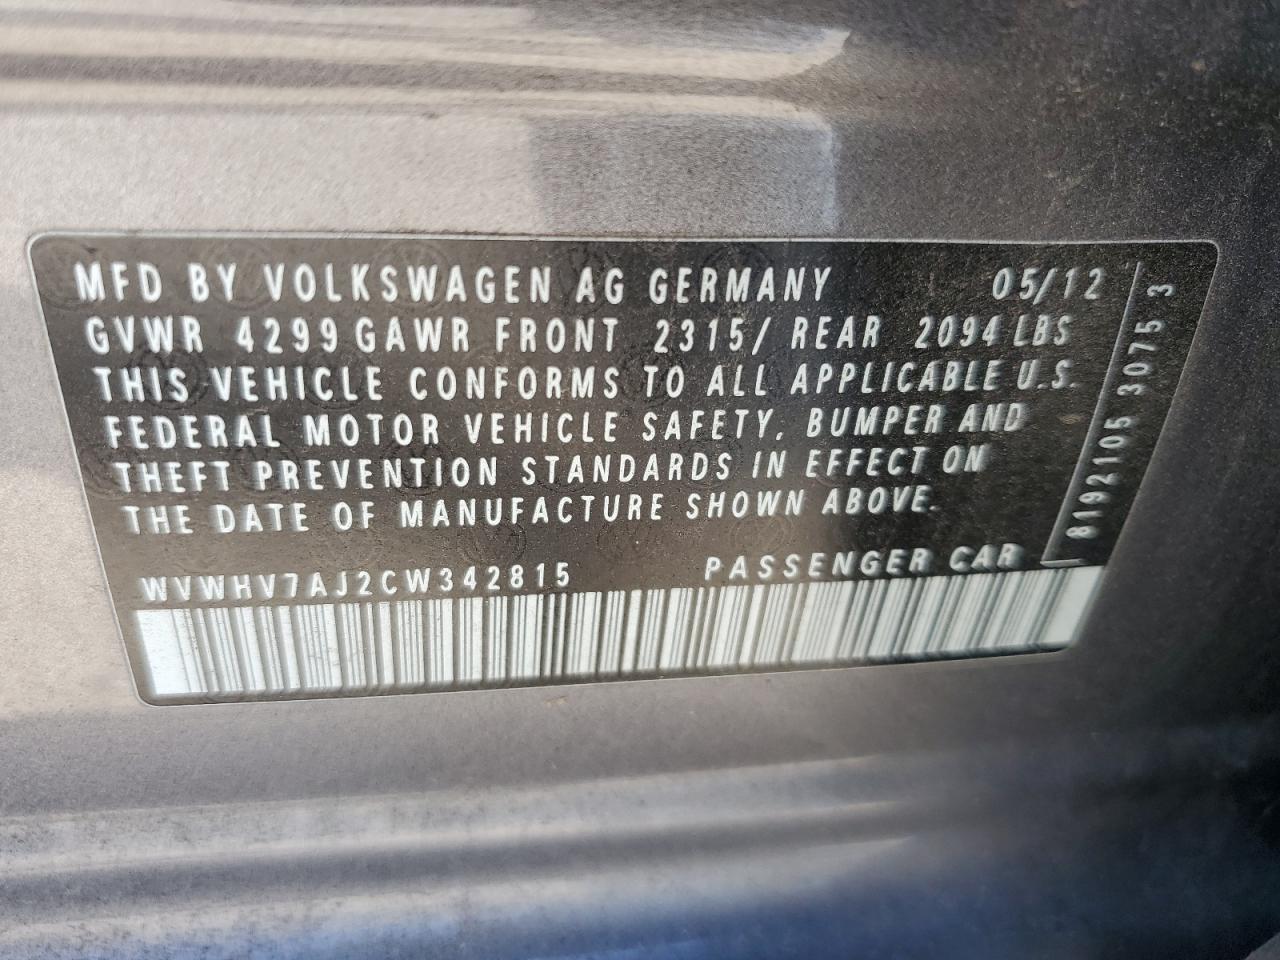 MFD BY VOLKSWAGEN AG GERMANY 05/12
GVWR 4299 GAWR FRONT 2315/ REAR 2094 LBS
THIS VEHICLE CONFORMS TO ALL APPLICABLE U.S.
FEDERAL MOTOR VEHICLE SAFETY, BUMPER AND
THEFT PREVENTION STANDARDS IN EFFECT ON
THE DATE OF MANUFACTURE SHOWN ABOVE.
WVWHV7AJ2CW342815 PASSENGER CAR
8192105 3075 3